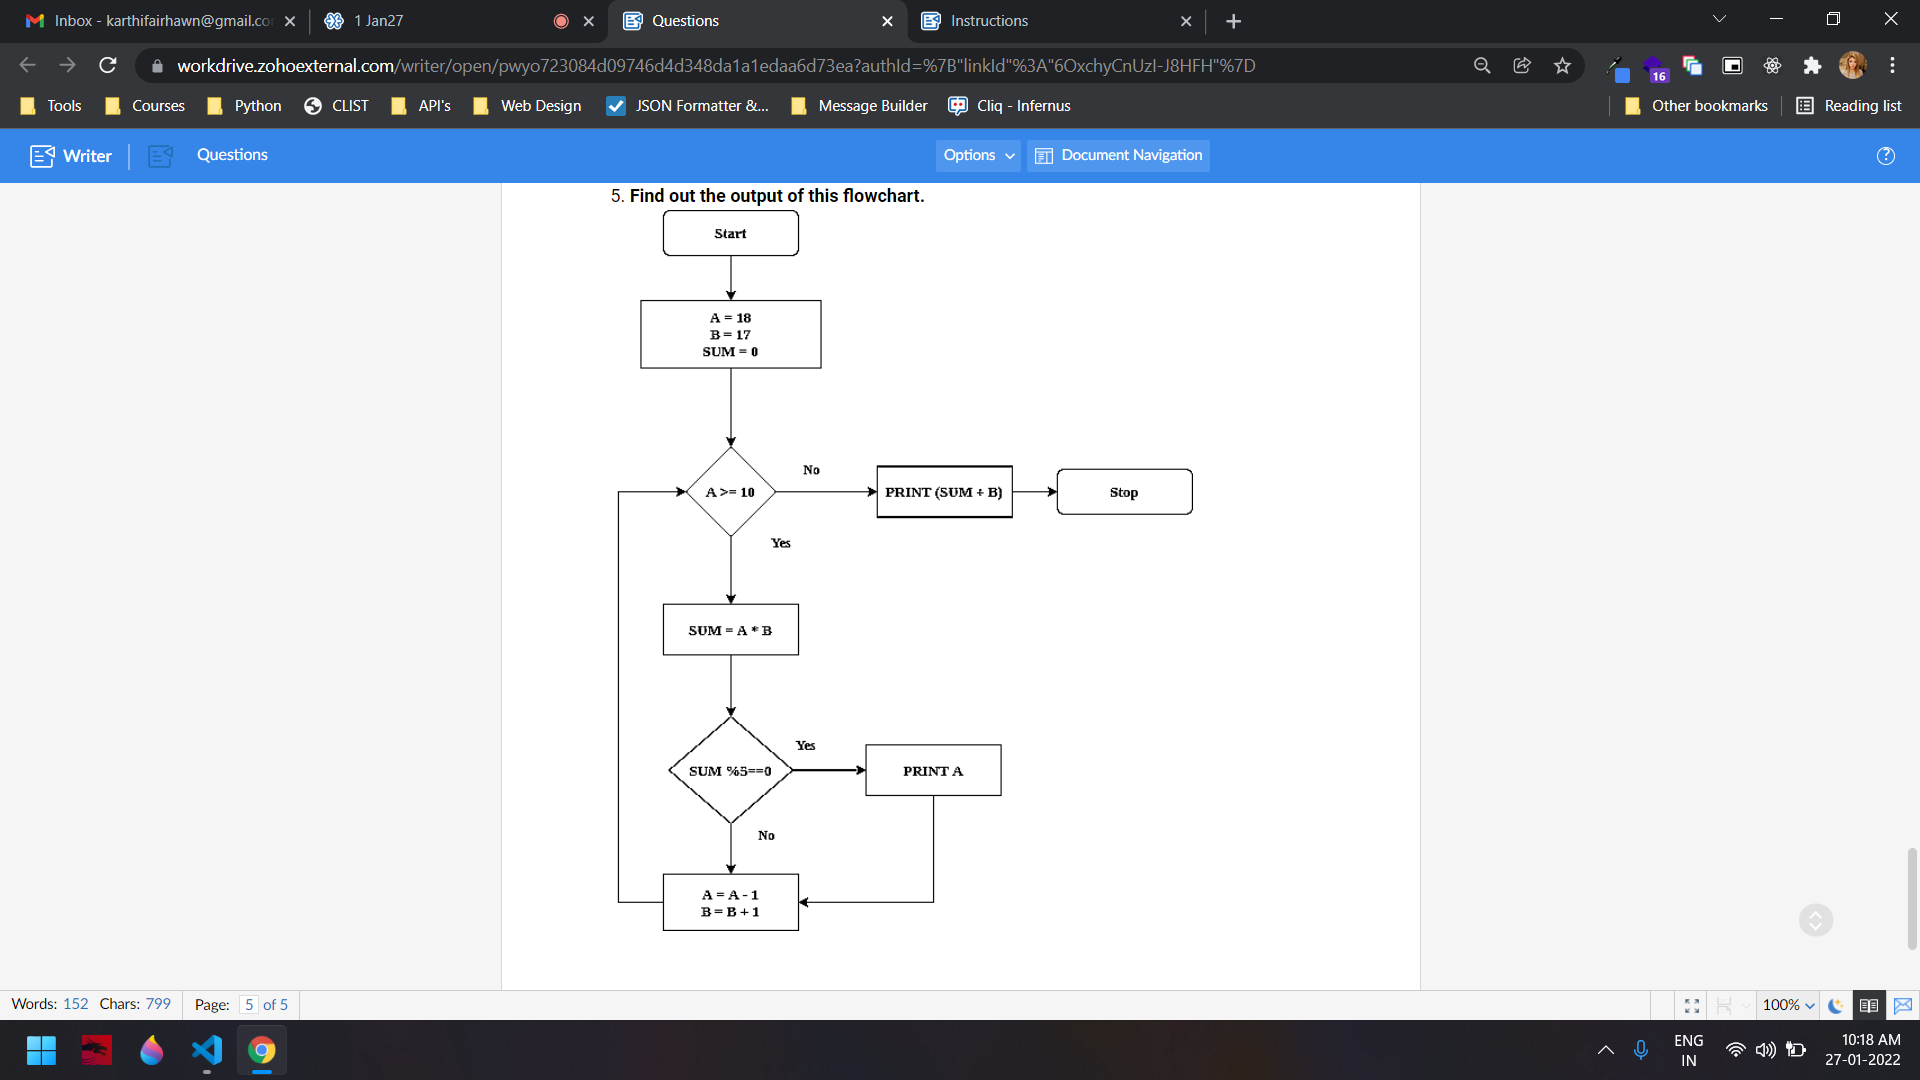 Inbox - karthifairhawn@gmail.co
1 Jan27
Questions
Instructions
workdrive.zohoexternal.com/writer/open/pwyo723084d09746d4d348da1a1edaa6d73ea?authId=%7B"linkId"%3A"6OxchyCnUzI-J8HFH"%7D
16
Tools
Courses
Python
CLIST
API's
Web Design
JSON Formatter &...
Message Builder
Cliq - Infernus
Other bookmarks
Reading list
Writer
Questions
Options
Document Navigation
5. Find out the output of this flowchart.
Start
A = 18
B = 17
SUM = 0
A >= 10
No
PRINT (SUM + B)
Stop
Yes
SUM = A * B
SUM %5==0
Yes
PRINT A
No
A = A - 1
B = B + 1
Words: 152 Chars: 799
Page: 5 of 5
100%
ENG
IN
10:18 AM
27-01-2022